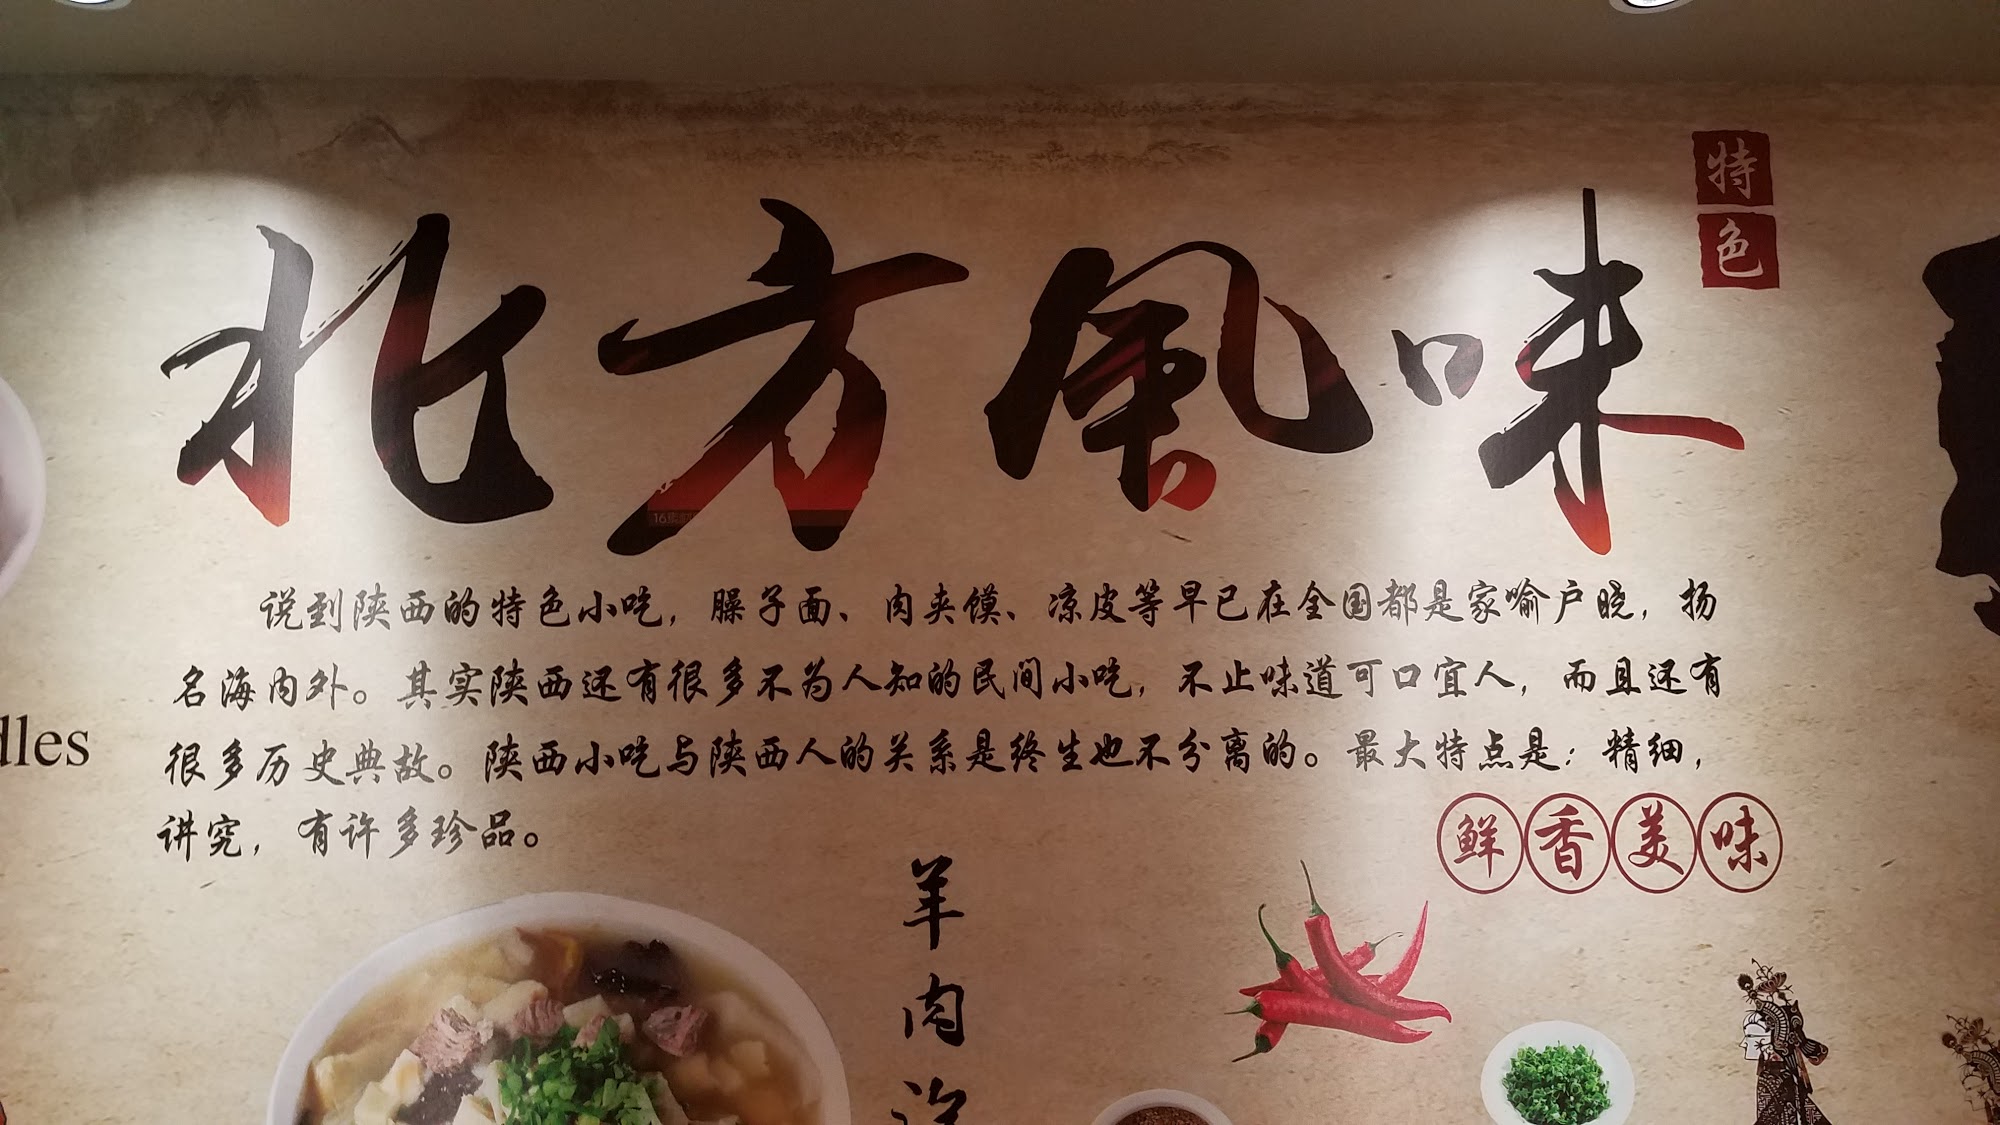 特
色
北方風味
说到陕西的特色小吃，臊子面、肉夹馍、凉皮等早已在全国都是家喻户晓，扬
名海内外。其实陕西还有很多不为人知的民间小吃，不止味道可口宜人，而且还有
很多历史典故。陕西小吃与陕西人的关系是终生也不分离的。最大特点是：精细，
讲究，有许多珍品。
dles
鲜香美味
羊
肉